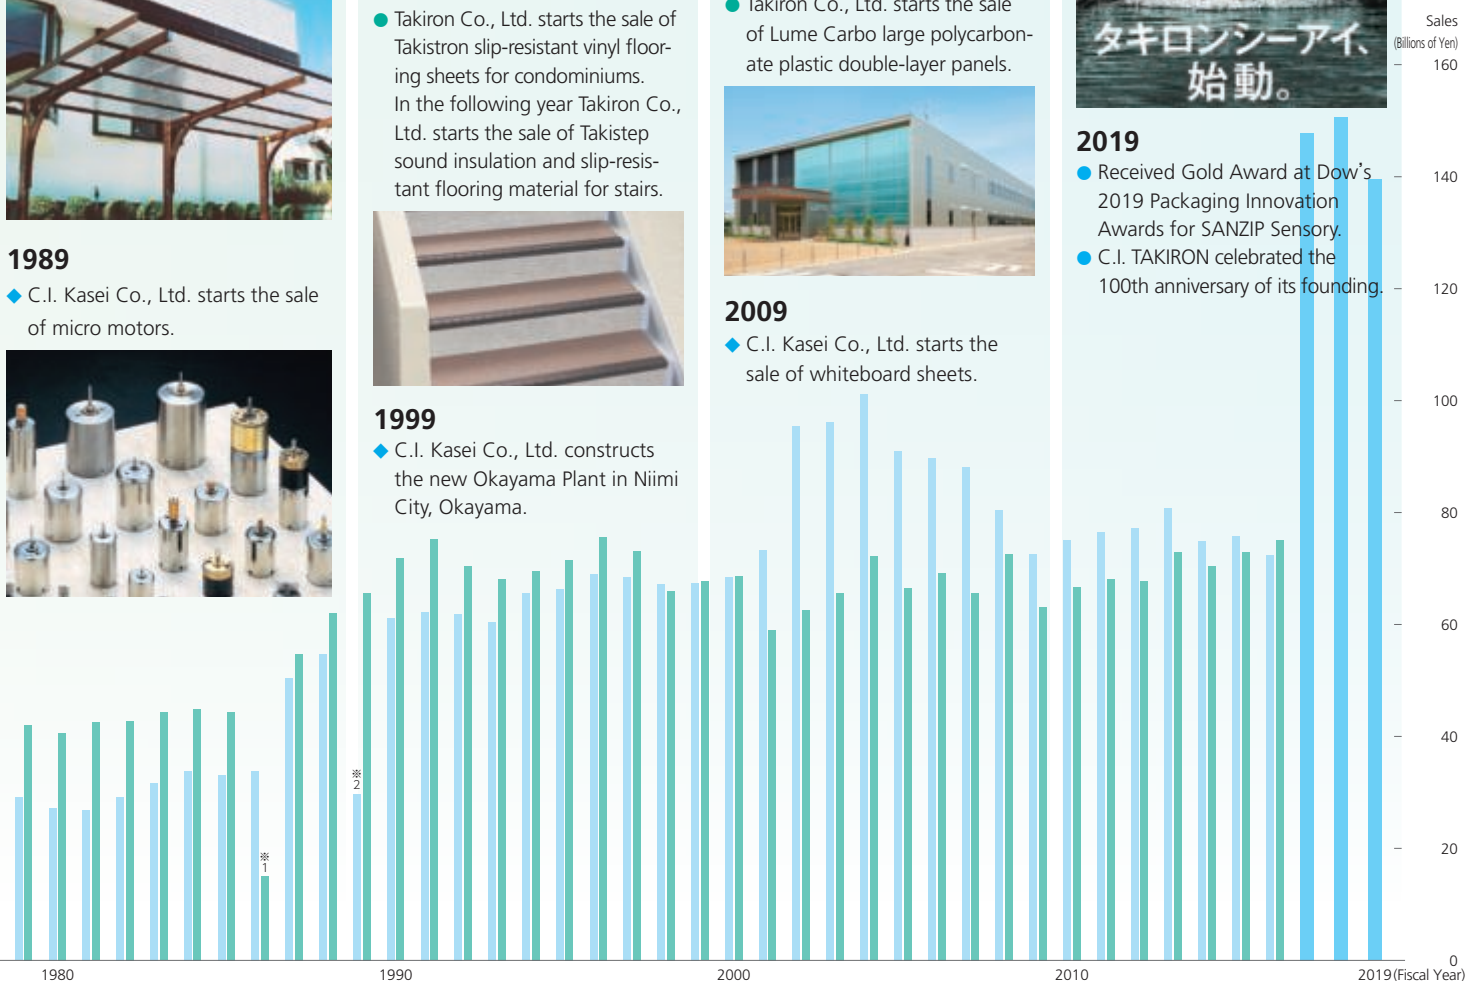 ● Takiron Co., Ltd. starts the sale of
Takistron slip-resistant vinyl floor-
ing sheets for condominiums.
In the following year Takiron Co.,
Ltd. starts the sale of Takistep
sound insulation and slip-resis-
tant flooring material for stairs.
● Takiron Co., Ltd. starts the sale
of Lume Carbo large polycarbon-
ate plastic double-layer panels.
タキロンシーアイ、
始動。
1989
◆ C.I. Kasei Co., Ltd. starts the sale
of micro motors.
1999
◆ C.I. Kasei Co., Ltd. constructs
the new Okayama Plant in Niimi
City, Okayama.
2009
◆ C.I. Kasei Co., Ltd. starts the
sale of whiteboard sheets.
2019
● Received Gold Award at Dow's
2019 Packaging Innovation
Awards for SANZIP Sensory.
● C.I. TAKIRON celebrated the
100th anniversary of its founding.
Sales
(Billions of Yen)
160
140
120
100
80
60
40
20
0
※
1
※
2
1980
1990
2000
2010
2019 (Fiscal Year)